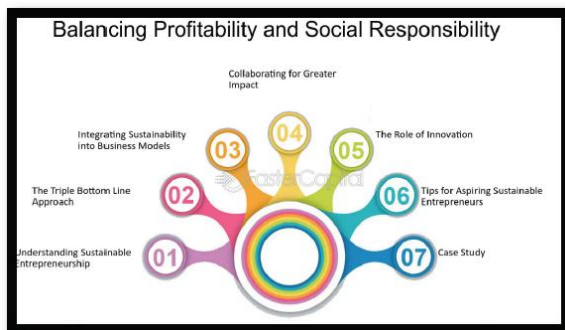 Balancing Profitability and Social Responsibility
Collaborating for Greater
Impact
04
Integrating Sustainability
into Business Models
03
05
The Role of Innovation
The Triple Bottom Line
Approach
02
FasterCapital
06
Tips for Aspiring Sustainable
Entrepreneurs
Understanding Sustainable
Entrepreneurship
01
07
Case Study